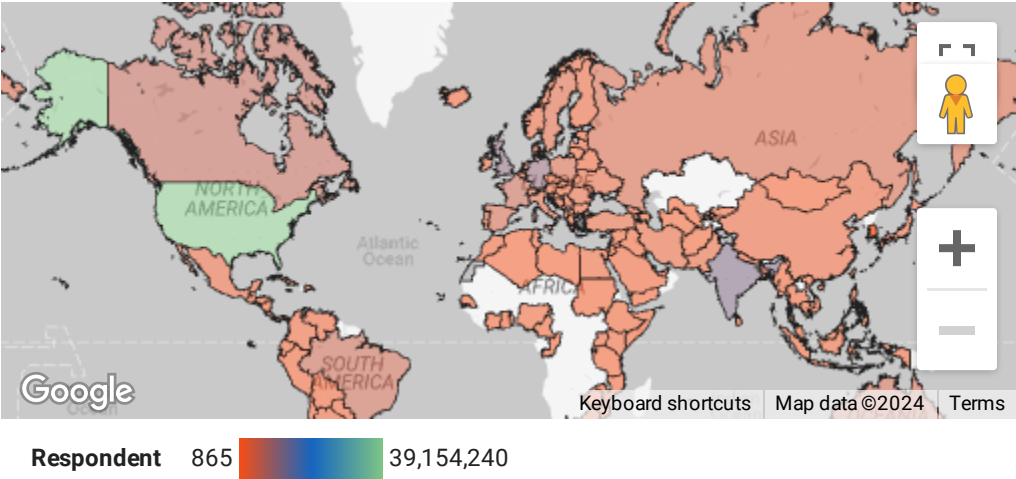 ASIA
NORTH
AMERICA
Atlantic
Ocean
AFRICA
SOUTH
AMERICA
Google
Ocean
Keyboard shortcuts
Map data ©2024
Terms
Respondent 865 39,154,240